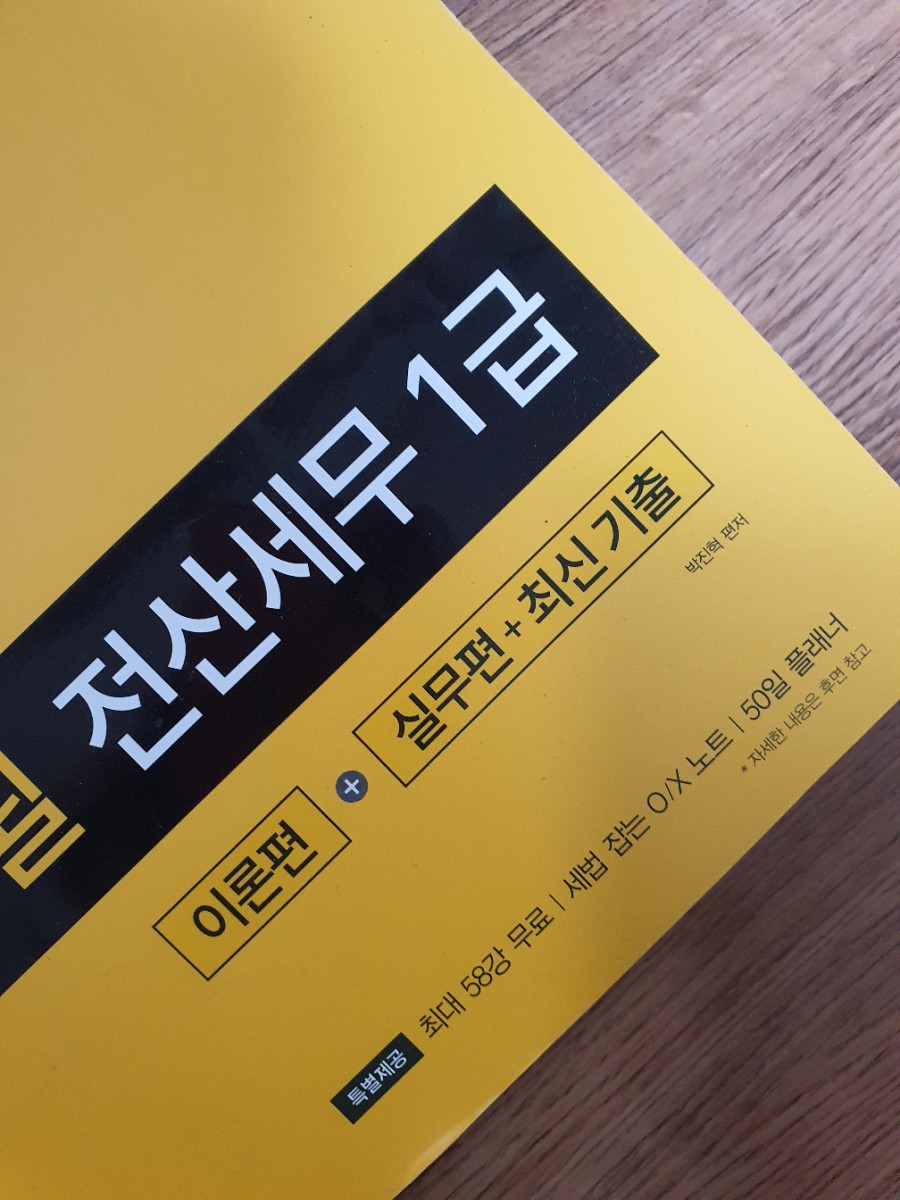 전산세무 1급
이론편 + 실무편 + 최신 기출
박진혁 편저
특별제공 최대 58강 무료 | 세법 잡는 O/X 노트 | 50일 플래너
* 자세한 내용은 후면 참고